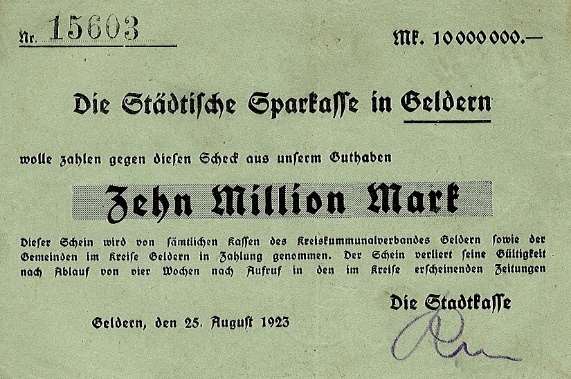 Nr. 15603 Mk. 10000000.—
Die Städtische Sparkasse in Geldern
wolle zahlen gegen diesen Scheck aus unserm Guthaben
Zehn Million Mark
Dieser Schein wird von sämtlichen Kassen des Kreiskummunalverbandes Geldern sowie der
Gemeinden im Kreise Geldern in Zahlung genommen. Der Schein verliert seine Gültigkeit
nach Ablauf von vier Wochen nach Aufruf in den im Kreise erscheinenden Zeitungen
Die Stadtkasse
Geldern, den 25. August 1923